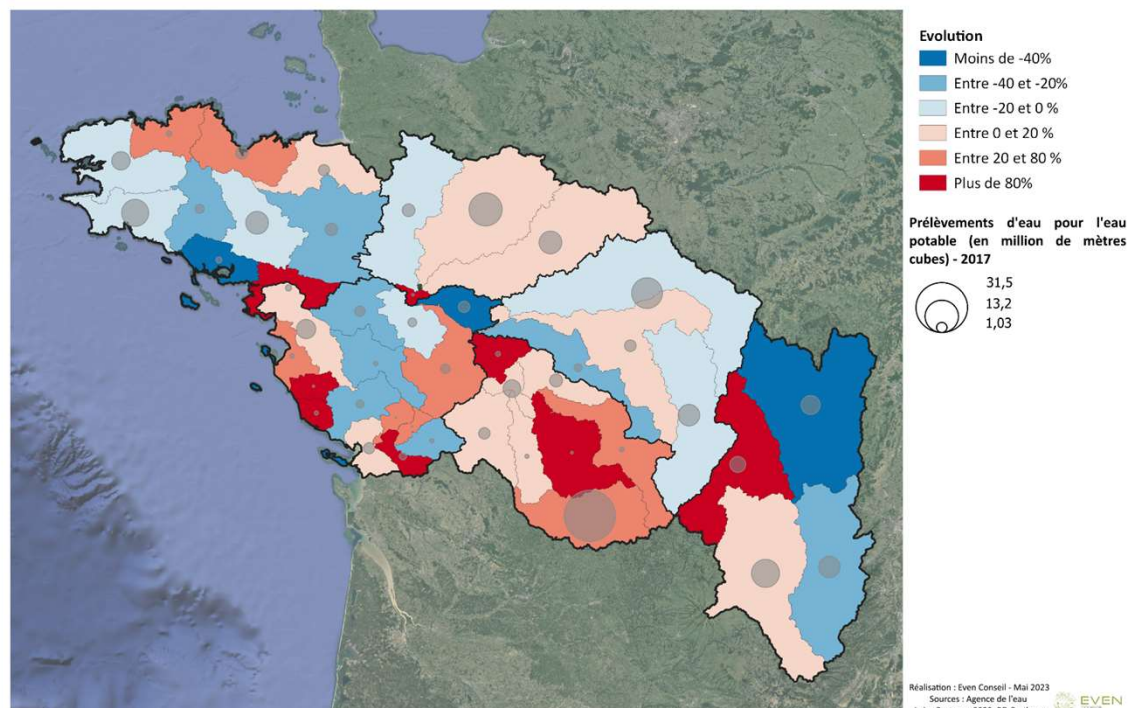 Evolution
Moins de -40%
Entre -40 et -20%
Entre -20 et 0 %
Entre 0 et 20 %
Entre 20 et 80 %
Plus de 80%
Prélèvements d'eau pour l'eau
potable (en million de mètres
cubes) - 2017
31,5
13,2
1,03
Réalisation : Even Conseil - Mai 2023
Sources : Agence de l'eau
EVEN